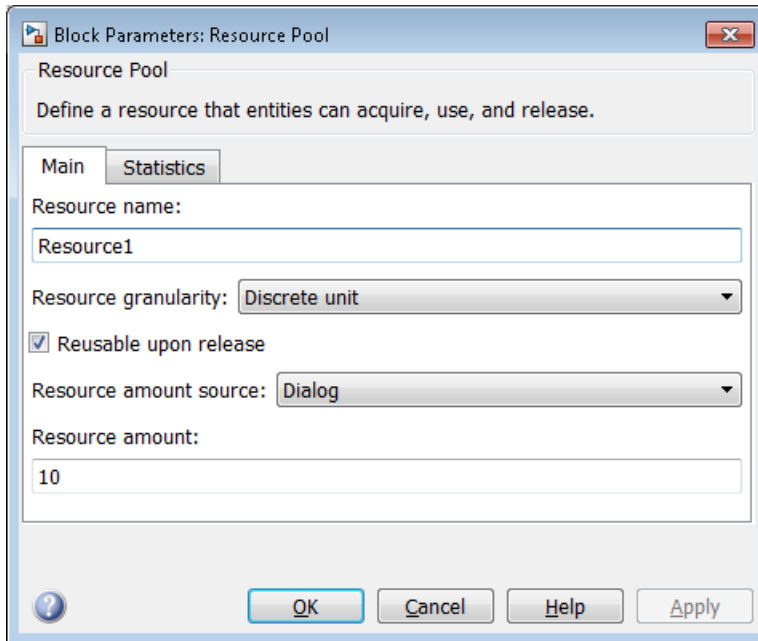 Block Parameters: Resource Pool
Resource Pool
Define a resource that entities can acquire, use, and release.
Main Statistics
Resource name:
Resource1
Resource granularity: Discrete unit
Reusable upon release
Resource amount source: Dialog
Resource amount:
10
? OK Cancel Help Apply